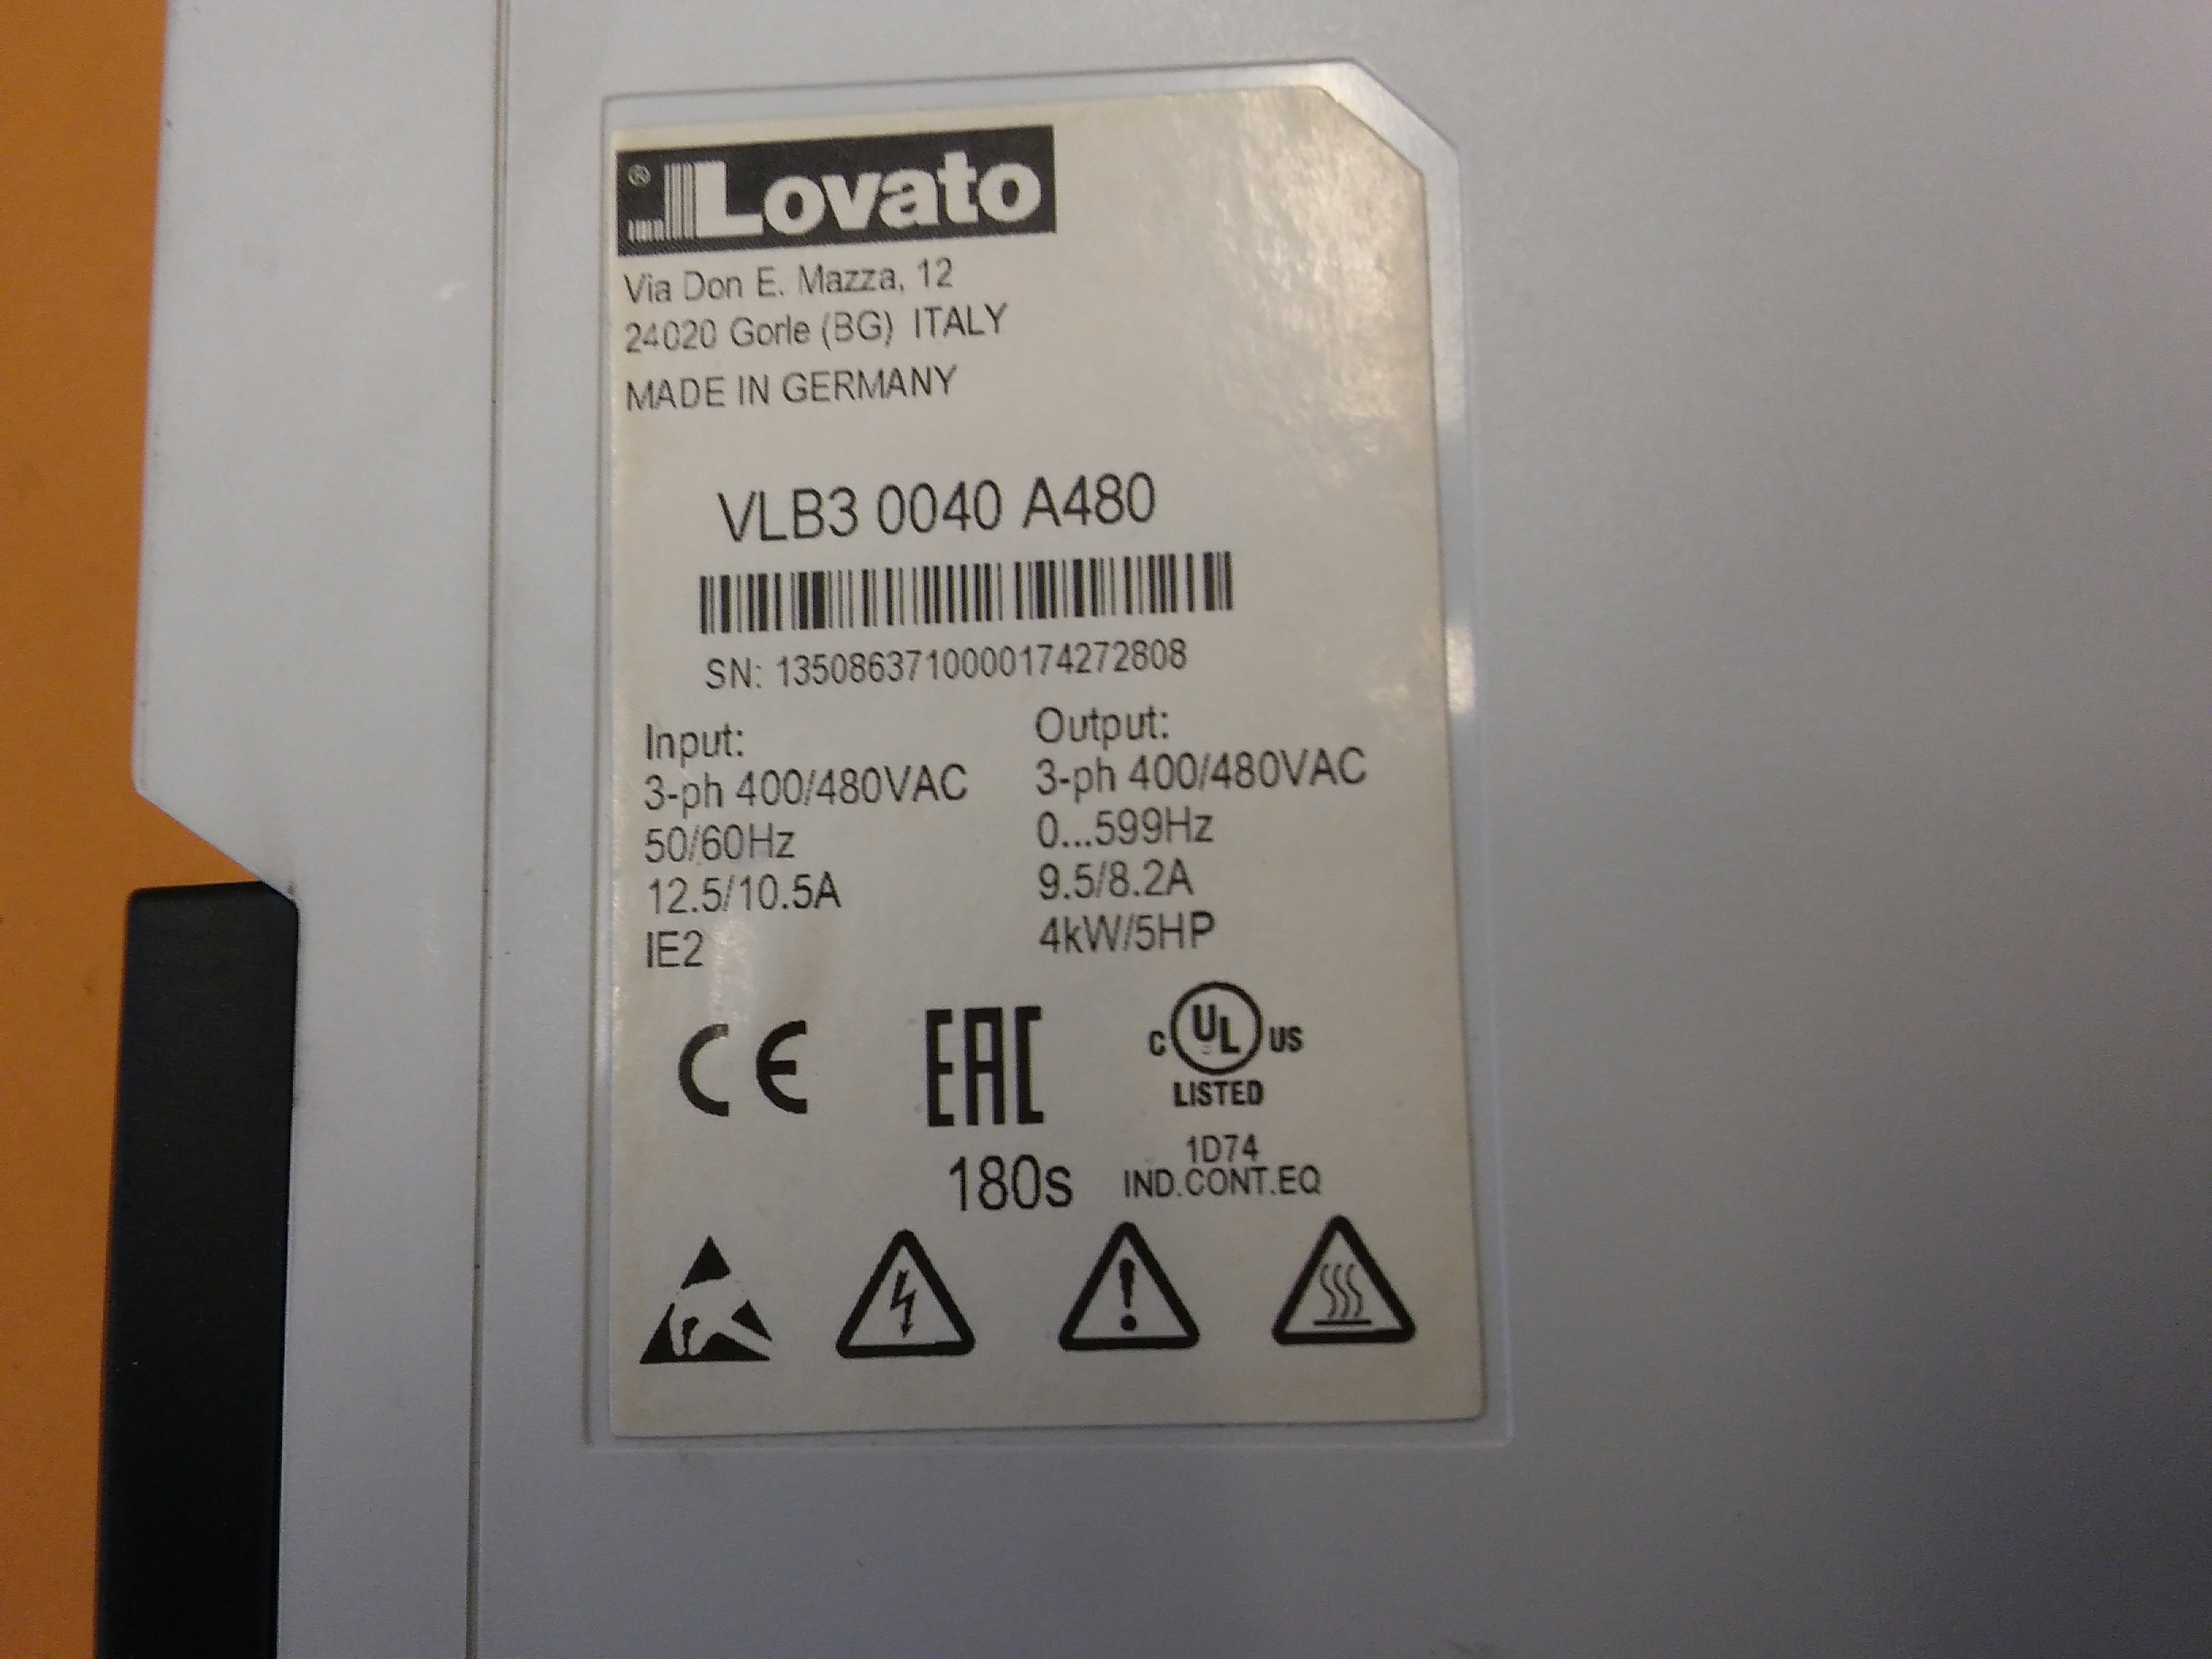 ® Lovato
Via Don E. Mazza, 12
24020 Gorle (BG) ITALY
MADE IN GERMANY
VLB3 0040 A480
SN: 1350863710000174272808
Input:
3-ph 400/480VAC
50/60Hz
12.5/10.5A
IE2
Output:
3-ph 400/480VAC
0...599Hz
9.5/8.2A
4kW/5HP
CE
EAC
C UL US
LISTED
1D74
IND.CONT.EQ
180s